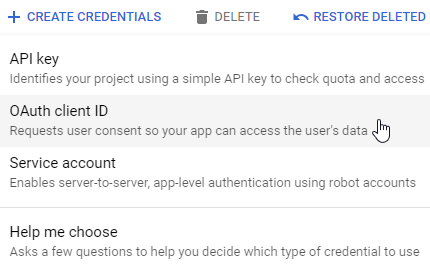 + CREATE CREDENTIALS DELETE RESTORE DELETED
API key
Identifies your project using a simple API key to check quota and access
OAuth client ID
Requests user consent so your app can access the user's data
Service account
Enables server-to-server, app-level authentication using robot accounts
Help me choose
Asks a few questions to help you decide which type of credential to use